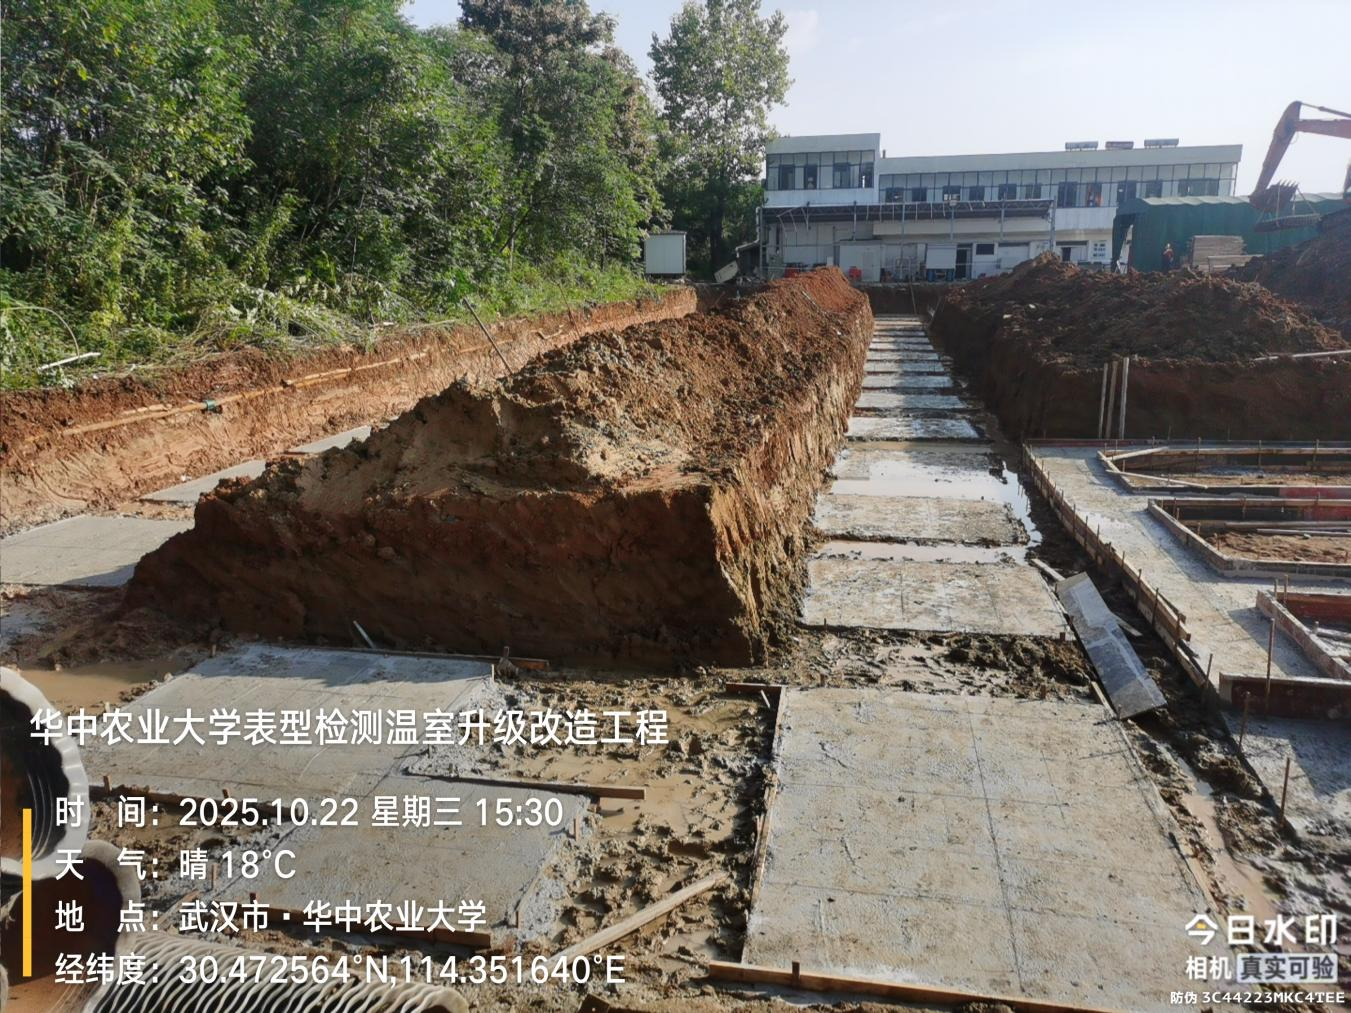 华中农业大学表型检测温室升级改造工程
时 间：2025.10.22 星期三 15:30
天 气：晴 18°C
地 点：武汉市·华中农业大学
经纬度：30.472564°N,114.351640°E
今日水印
相机 真实可验
防伪 3C44223MKC4TEE